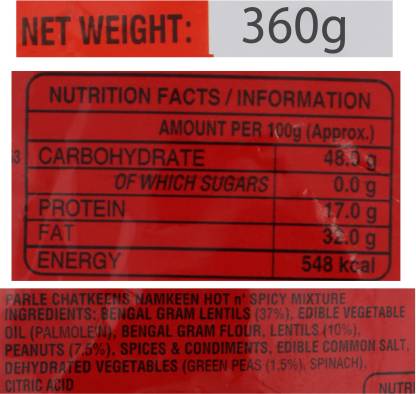 NET WEIGHT: 360g
NUTRITION FACTS / INFORMATION
AMOUNT PER 100g (Approx.)
CARBOHYDRATE 48.0 g
OF WHICH SUGARS 0.0 g
PROTEIN 17.0 g
FAT 32.0 g
ENERGY 548 kcal
PARLE CHATKEENS NAMKEEN HOT n' SPICY MIXTURE
INGREDIENTS: BENGAL GRAM LENTILS (37%), EDIBLE VEGETABLE
OIL (PALMOLEIN), BENGAL GRAM FLOUR, LENTILS (10%),
PEANUTS (7.5%), SPICES & CONDIMENTS, EDIBLE COMMON SALT,
DEHYDRATED VEGETABLES (GREEN PEAS (1.5%), SPINACH),
CITRIC ACID
NUTRI